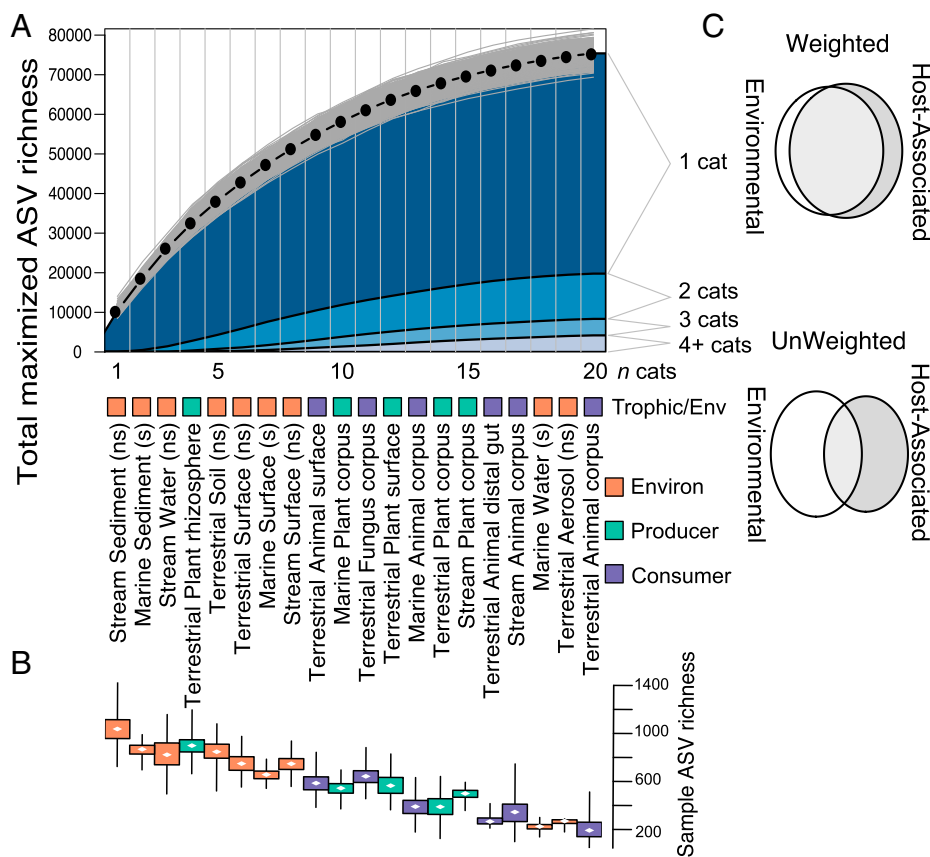 A
C
Total maximized ASV richness
80000
70000
60000
50000
40000
30000
20000
10000
0
1 cat
2 cats
3 cats
4+ cats
1
5
10
15
20
n cats
Trophic/Env
Stream Sediment (ns)
Marine Sediment (s)
Stream Water (ns)
Terrestrial Plant rhizosphere
Terrestrial Soil (ns)
Terrestrial Surface (ns)
Marine Surface (s)
Stream Surface (ns)
Terrestrial Animal surface
Marine Plant corpus
Terrestrial Fungus corpus
Terrestrial Plant surface
Marine Animal corpus
Terrestrial Plant corpus
Stream Plant corpus
Terrestrial Animal distal gut
Stream Animal corpus
Marine Water (s)
Terrestrial Aerosol (ns)
Terrestrial Animal corpus
Environ
Producer
Consumer
Weighted
Environmental
Host-Associated
UnWeighted
Environmental
Host-Associated
B
1400
1000
600
200
Sample ASV richness